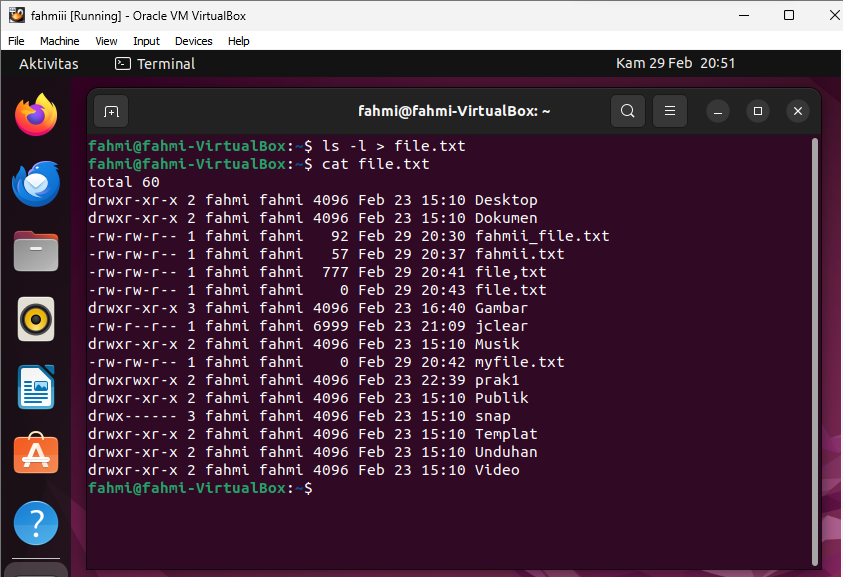 fahmiii [Running] - Oracle VM VirtualBox
File Machine View Input Devices Help
Aktivitas Terminal Kam 29 Feb 20:51
fahmi@fahmi-VirtualBox: ~
fahmi@fahmi-VirtualBox:~$ ls -l > file.txt
fahmi@fahmi-VirtualBox:~$ cat file.txt
total 60
drwxr-xr-x 2 fahmi fahmi 4096 Feb 23 15:10 Desktop
drwxr-xr-x 2 fahmi fahmi 4096 Feb 23 15:10 Dokumen
-rw-rw-r-- 1 fahmi fahmi   92 Feb 29 20:30 fahmii_file.txt
-rw-rw-r-- 1 fahmi fahmi   57 Feb 29 20:37 fahmii.txt
-rw-rw-r-- 1 fahmi fahmi  777 Feb 29 20:41 file,txt
-rw-rw-r-- 1 fahmi fahmi    0 Feb 29 20:43 file.txt
drwxr-xr-x 3 fahmi fahmi 4096 Feb 23 16:40 Gambar
-rw-r--r-- 1 fahmi fahmi 6999 Feb 23 21:09 jclear
drwxr-xr-x 2 fahmi fahmi 4096 Feb 23 15:10 Musik
-rw-rw-r-- 1 fahmi fahmi    0 Feb 29 20:42 myfile.txt
drwxrwxr-x 2 fahmi fahmi 4096 Feb 23 22:39 prak1
drwxr-xr-x 2 fahmi fahmi 4096 Feb 23 15:10 Publik
drwx------ 3 fahmi fahmi 4096 Feb 23 15:10 snap
drwxr-xr-x 2 fahmi fahmi 4096 Feb 23 15:10 Templat
drwxr-xr-x 2 fahmi fahmi 4096 Feb 23 15:10 Unduhan
drwxr-xr-x 2 fahmi fahmi 4096 Feb 23 15:10 Video
fahmi@fahmi-VirtualBox:~$